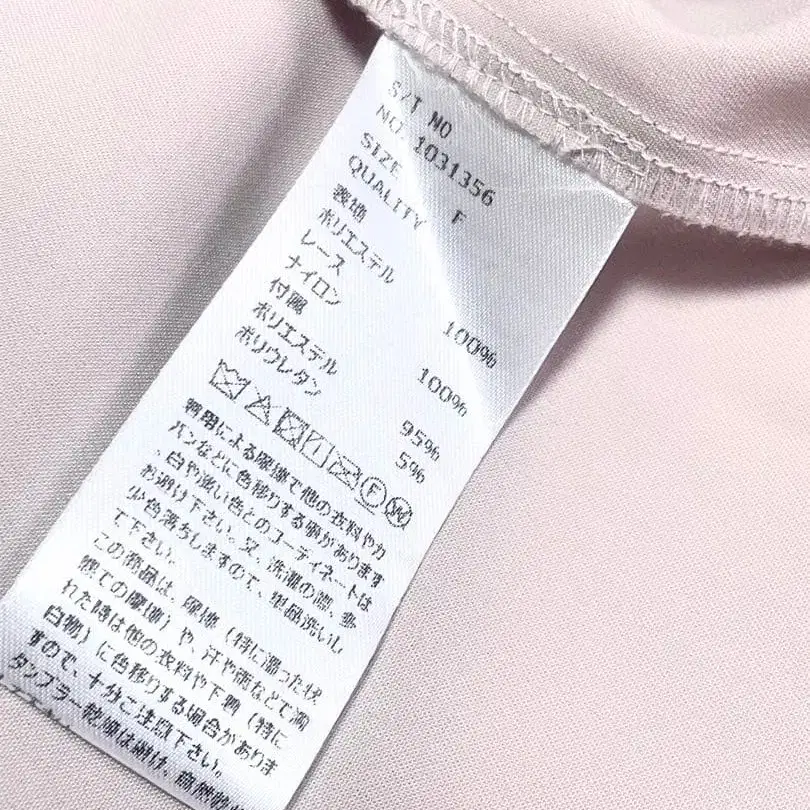 S/T NO
NO. 1031356
SIZE F
QUALITY
表地
ポリエステル 100%
レース
ナイロン 100%
付属
ポリエステル 95%
ポリウレタン 5%
F W
着用による摩擦で他の衣料やカ
バンなどに色移りする事があります
。白や淡い色とのコーディネートは
お避け下さい。又、洗濯の際、多
少色落ちしますので、単品洗いし
て下さい。
この商品は、摩擦(特に湿った状
態での摩擦)や、汗や雨などで濡
れた時は他の衣料や下着(特に
白物)に色移りする場合がありま
すので、十分ご注意下さい。
タンブラー乾燥は避け、自然乾